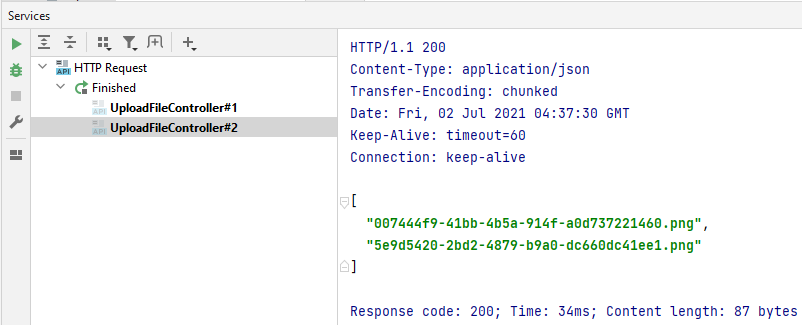 Services
HTTP Request
Finished
UploadFileController#1
UploadFileController#2
HTTP/1.1 200
Content-Type: application/json
Transfer-Encoding: chunked
Date: Fri, 02 Jul 2021 04:37:30 GMT
Keep-Alive: timeout=60
Connection: keep-alive
[
"007444f9-41bb-4b5a-914f-a0d737221460.png",
"5e9d5420-2bd2-4879-b9a0-dc660dc41ee1.png"
]
Response code: 200; Time: 34ms; Content length: 87 bytes